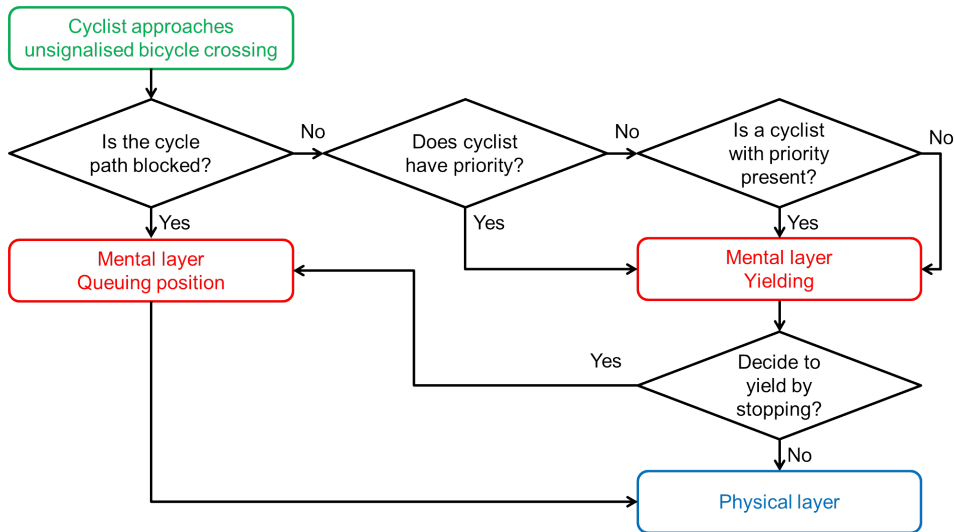 Cyclist approaches
unsignalised bicycle crossing
Is the cycle
path blocked?
No
Does cyclist
have priority?
No
Is a cyclist
with priority
present?
No
Yes
Yes
Yes
Mental layer
Queuing position
Mental layer
Yielding
Yes
Decide to
yield by
stopping?
No
Physical layer